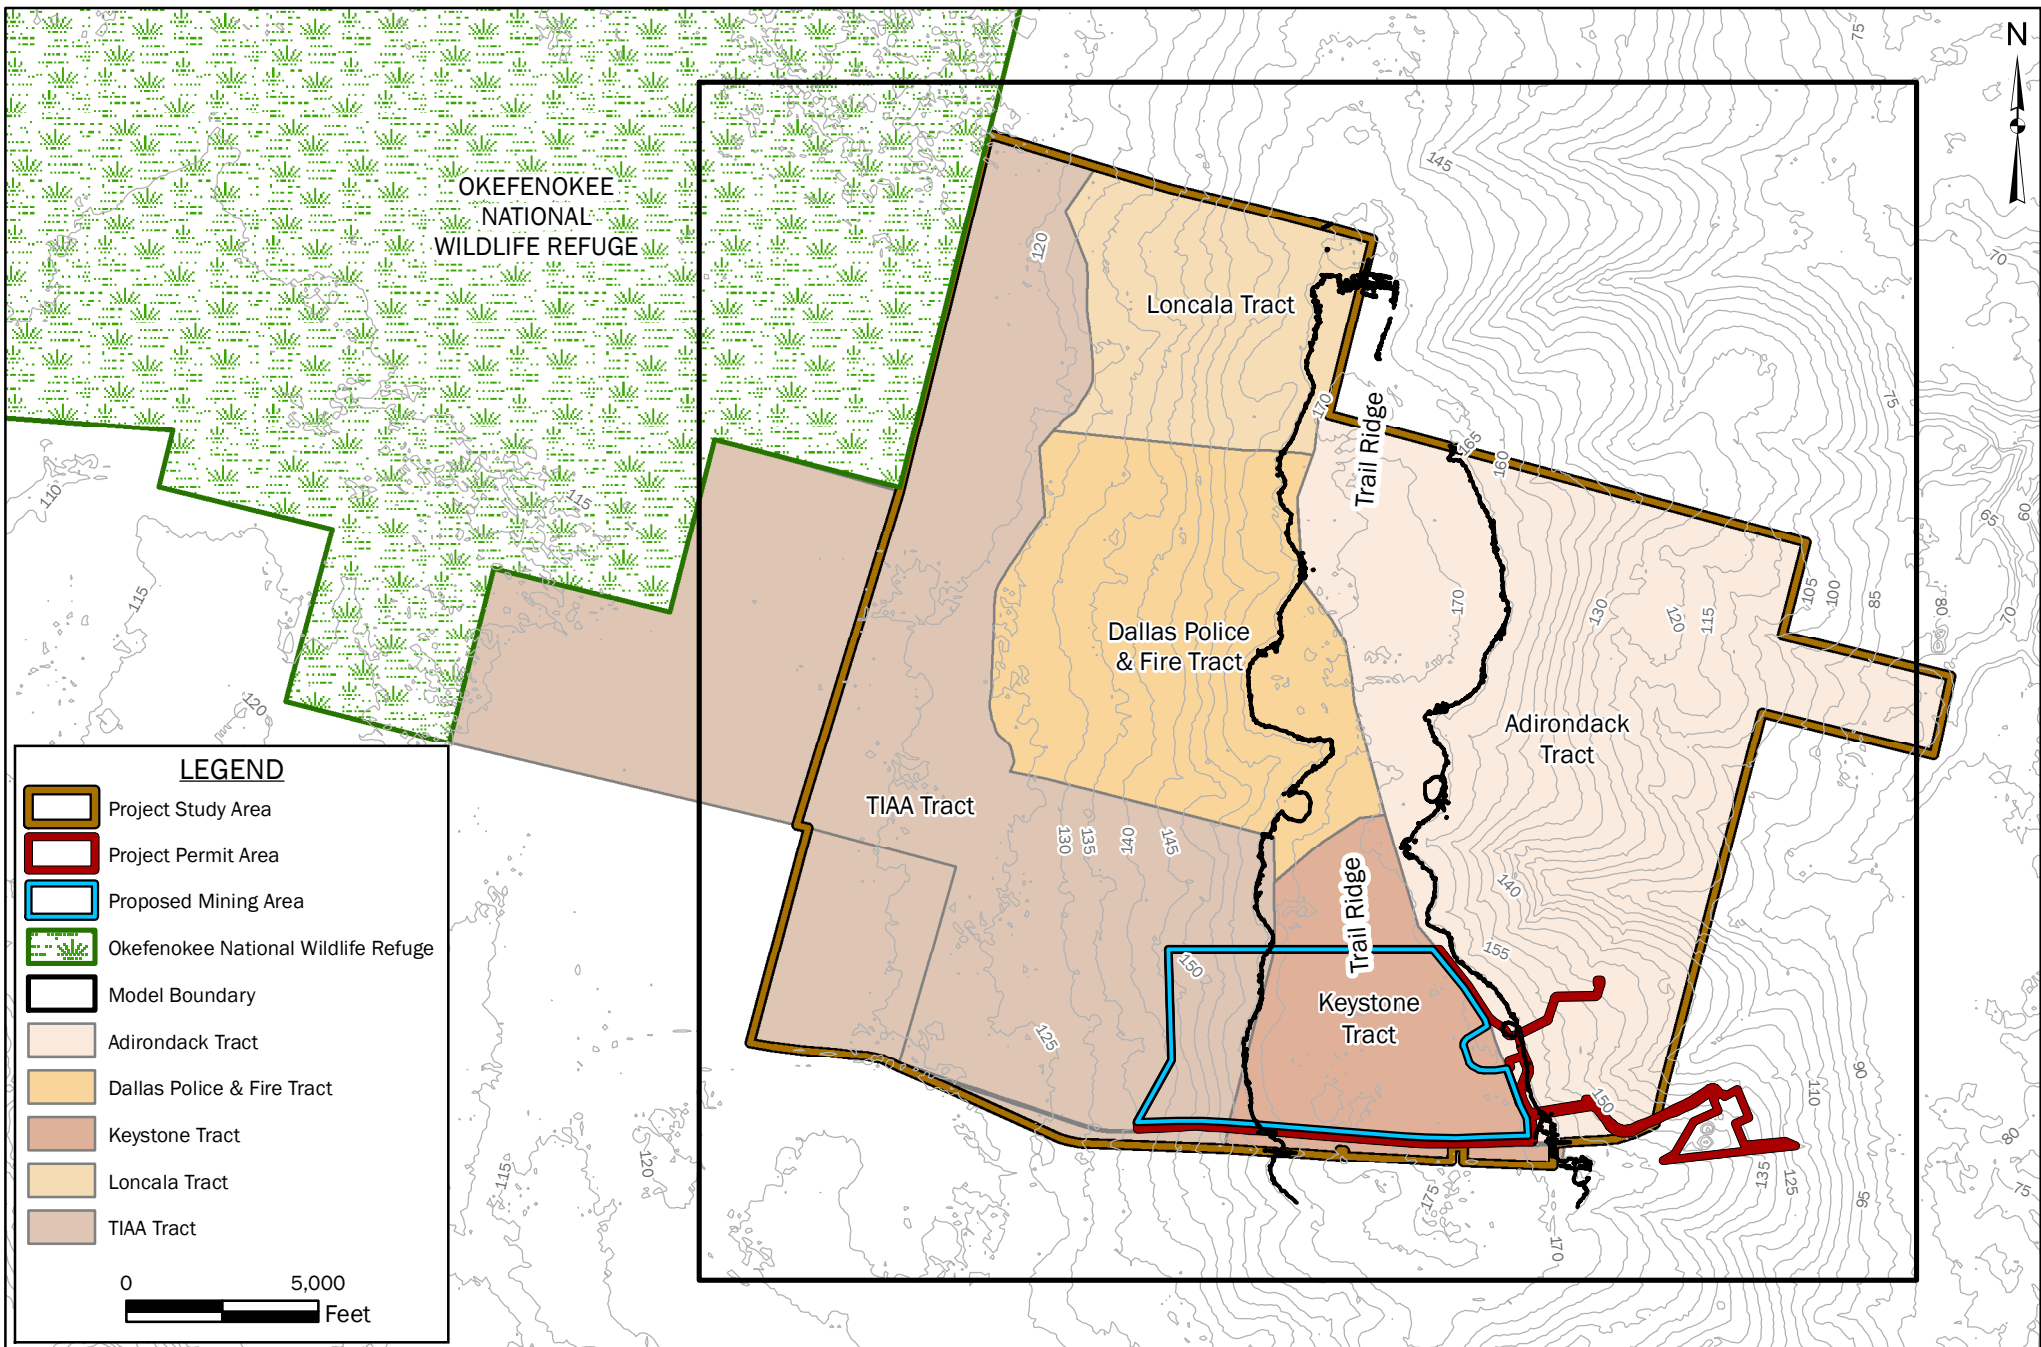 75
N
145
OKEFENOKEE
NATIONAL
WILDLIFE REFUGE
120
70
Loncala Tract
75
170
Trail Ridge
165
160
110
115
65
60
115
170
130
120
115
105
100
85
80
70
Dallas Police
& Fire Tract
120
Adirondack
Tract
TIAA Tract
130
135
140
145
140
Trail Ridge
155
150
Keystone
Tract
125
150
110
90
80
115
120
175
135
125
95
75
170
LEGEND
Project Study Area
Project Permit Area
Proposed Mining Area
Okefenokee National Wildlife Refuge
Model Boundary
Adirondack Tract
Dallas Police & Fire Tract
Keystone Tract
Loncala Tract
TIAA Tract
0 5,000
Feet